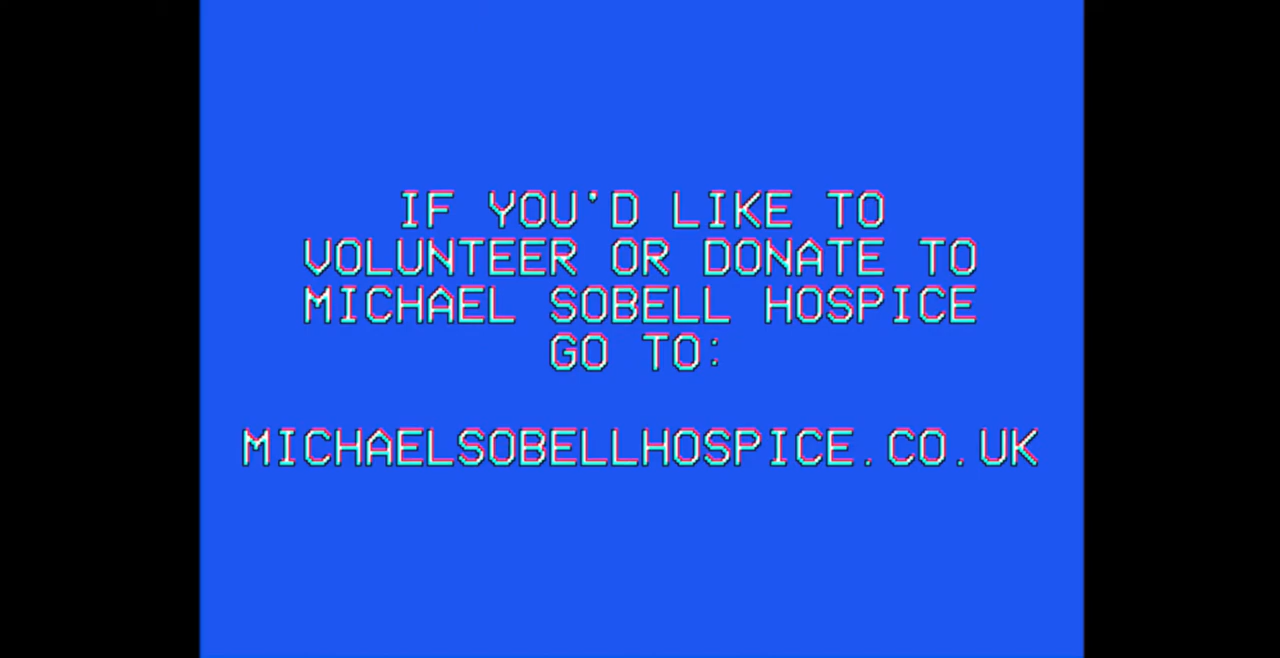 IF YOU'D LIKE TO
VOLUNTEER OR DONATE TO
MICHAEL SOBELL HOSPICE
GO TO:
MICHAELSOBELLHOSPICE.CO.UK